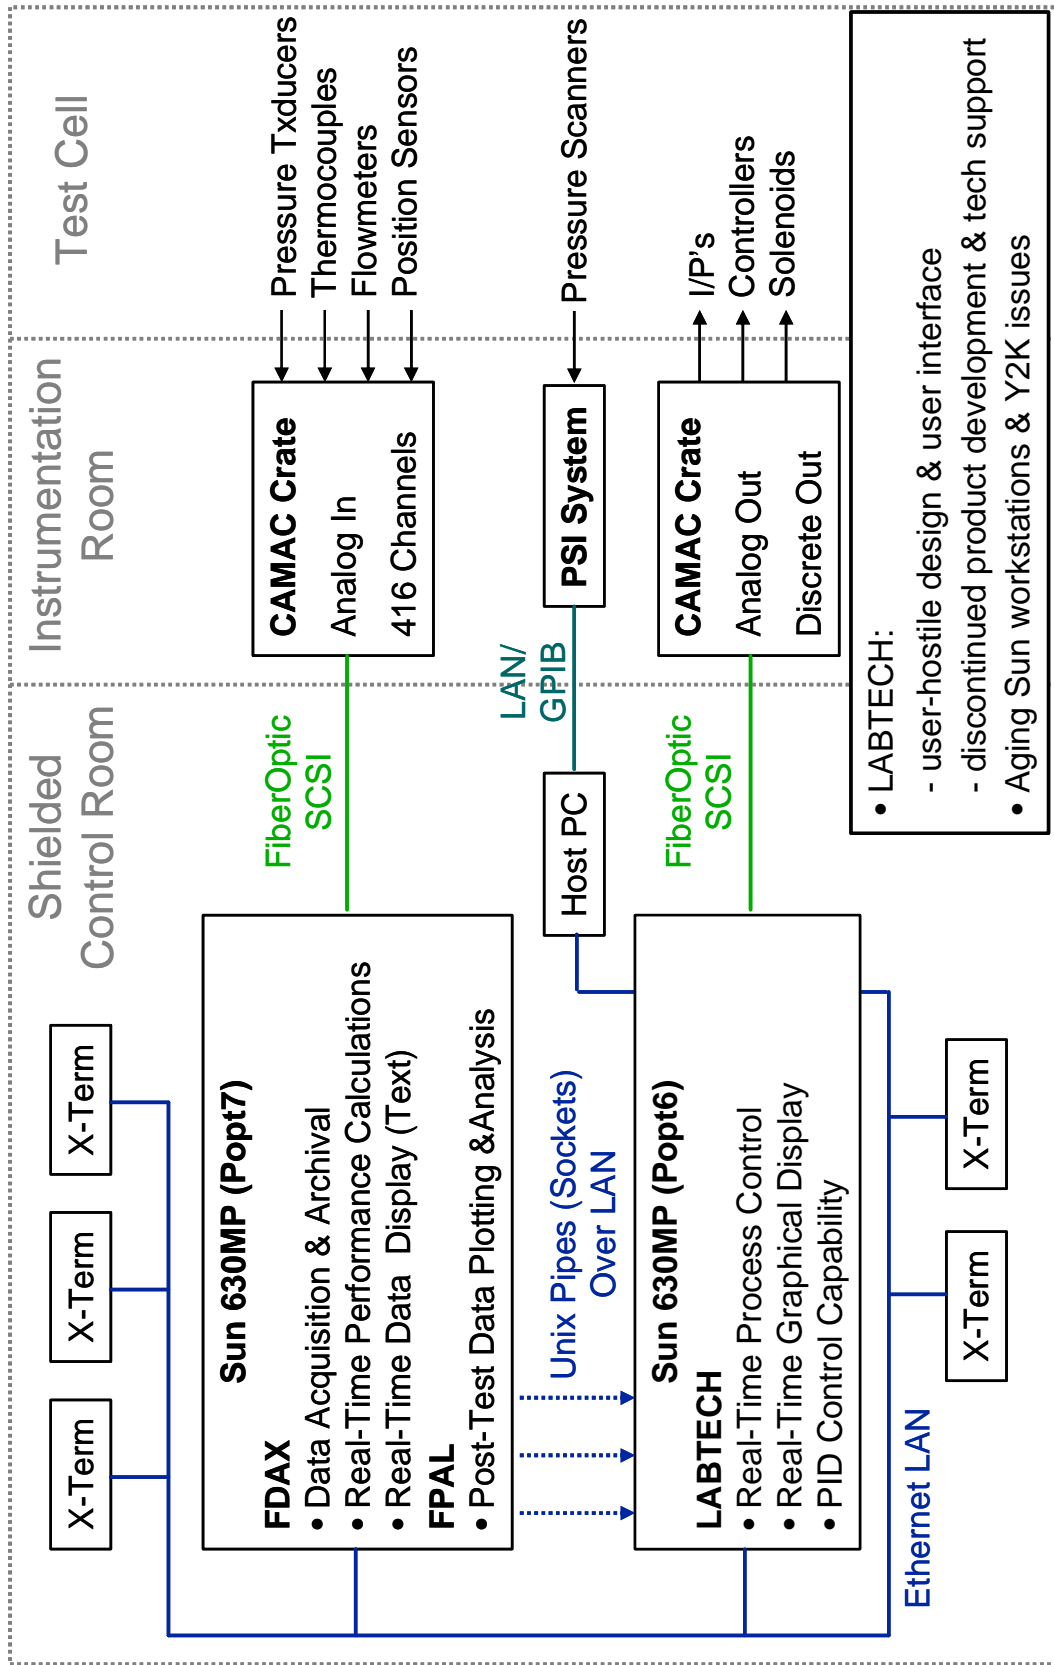 Shielded
Control Room
Instrumentation
Room
Test Cell
X-Term
X-Term
X-Term
Sun 630MP (Popt7)
FDAX
• Data Acquisition & Archival
• Real-Time Performance Calculations
• Real-Time Data Display (Text)
FPAL
• Post-Test Data Plotting &Analysis
FiberOptic
SCSI
CAMAC Crate
Analog In
416 Channels
Pressure Txducers
Thermocouples
Flowmeters
Position Sensors
Unix Pipes (Sockets)
Over LAN
Host PC
LAN/
GPIB
PSI System
Pressure Scanners
Sun 630MP (Popt6)
LABTECH
• Real-Time Process Control
• Real-Time Graphical Display
• PID Control Capability
FiberOptic
SCSI
CAMAC Crate
Analog Out
Discrete Out
I/P's
Controllers
Solenoids
Ethernet LAN
X-Term
X-Term
• LABTECH:
- user-hostile design & user interface
- discontinued product development & tech support
• Aging Sun workstations & Y2K issues